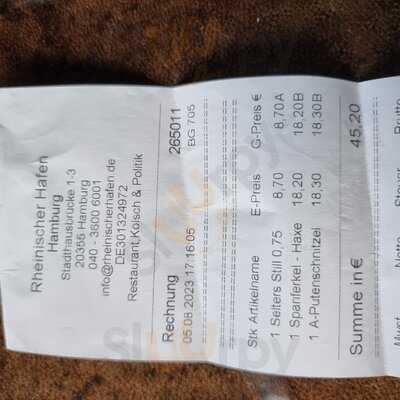 Rheinischer Hafen
Hamburg
Stadthausbrücke 1-3
20355 Hamburg
040 - 3600 6001
info@rheinischerhafen.de
DE301324972
Restaurant,Kölsch & Politik
Rechnung 265011
05.08.2023 17:16:05 BG 705
Stk Artikelname E-Preis G-Preis €
1 Selters Still 0,75 8,70 8,70A
1 Spanferkel - Haxe 18,20 18,20B
1 A-Putenschnitzel 18,30 18,30B
Summe in € 45,20
Mwst Netto Steuer Brutto